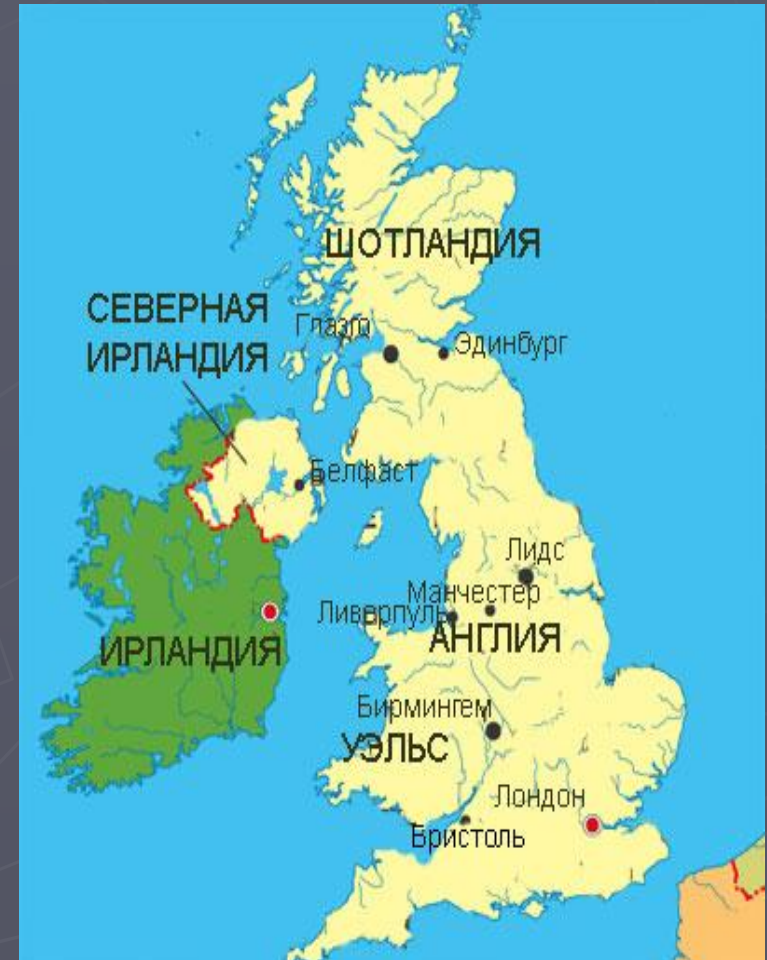 ШОТЛАНДИЯ
СЕВЕРНАЯ
ИРЛАНДИЯ
Глазго
Эдинбург
Белфаст
Лидс
Манчестер
Ливерпуль
АНГЛИЯ
ИРЛАНДИЯ
Бирмингем
УЭЛЬС
Лондон
Бристоль